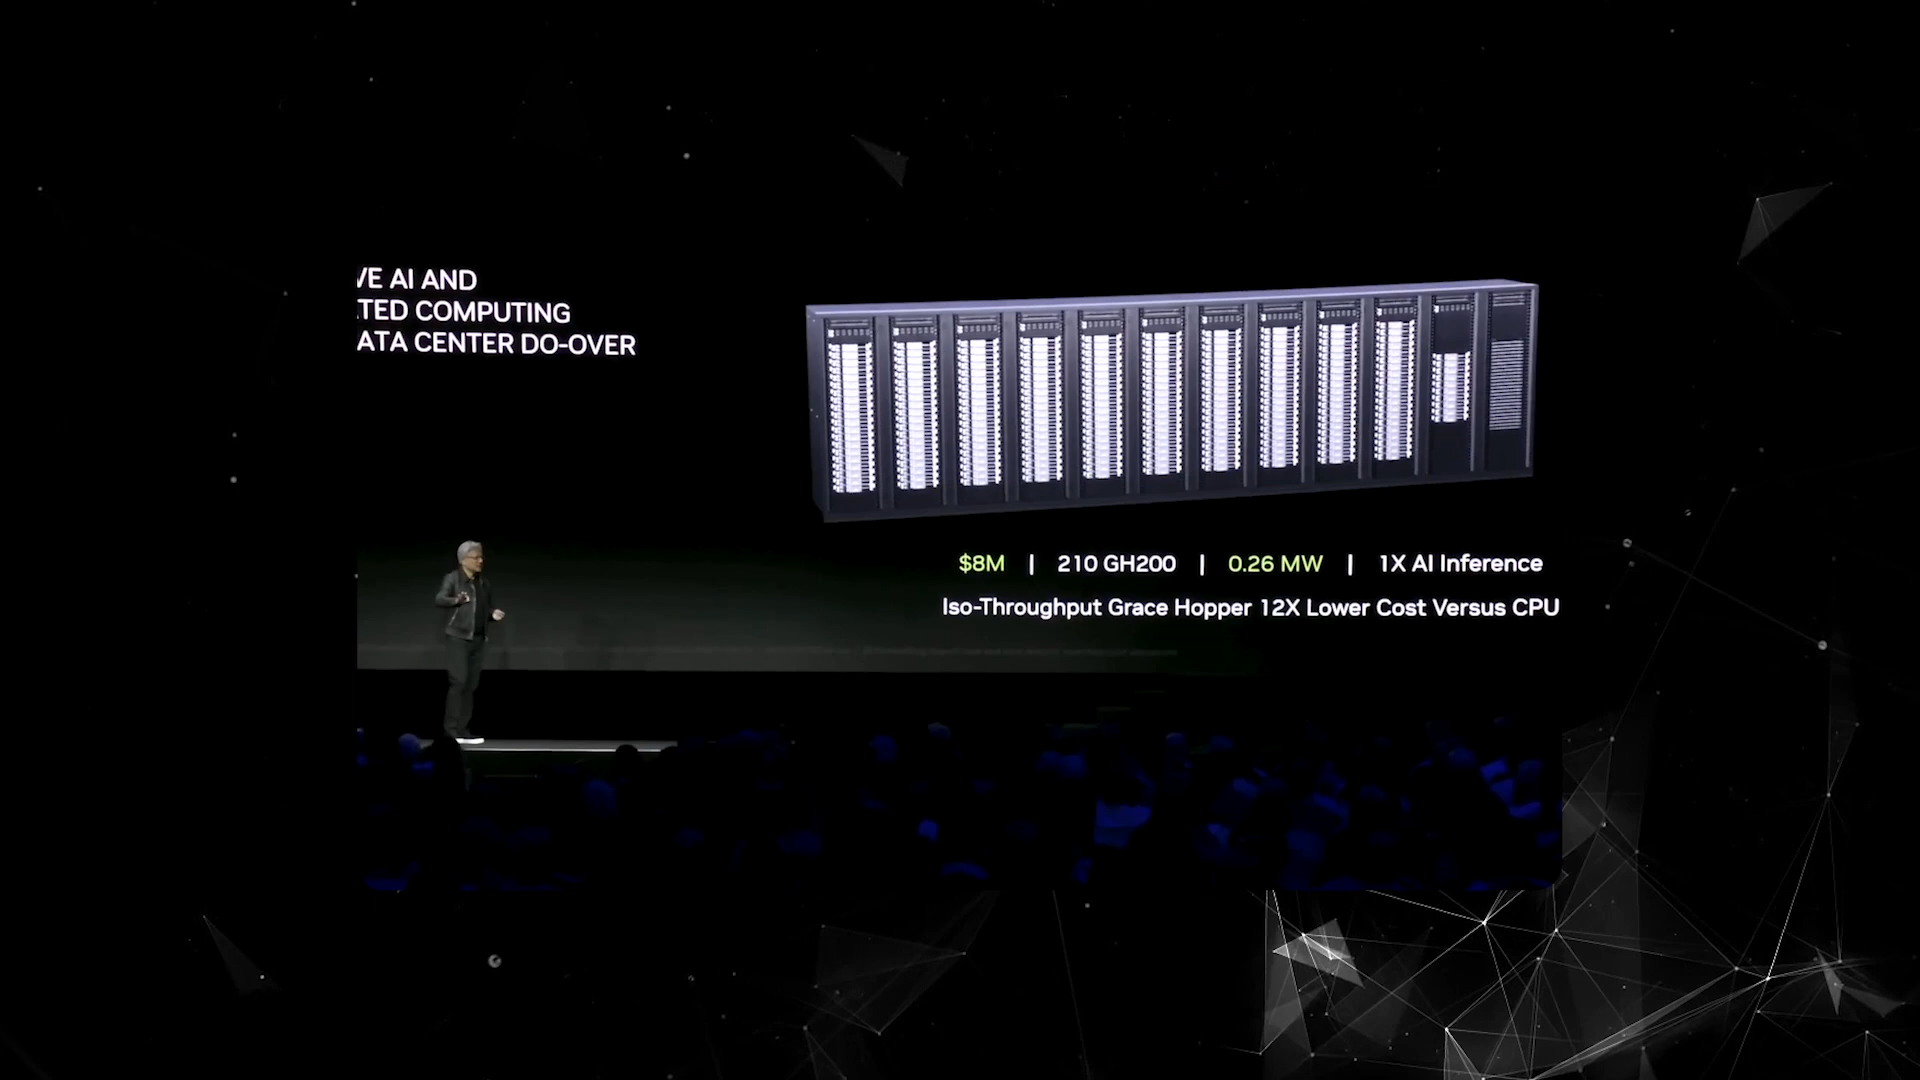 VE AI AND
TED COMPUTING
ATA CENTER DO-OVER
$8M | 210 GH200 | 0.26 MW | 1X AI Inference
Iso-Throughput Grace Hopper 12X Lower Cost Versus CPU